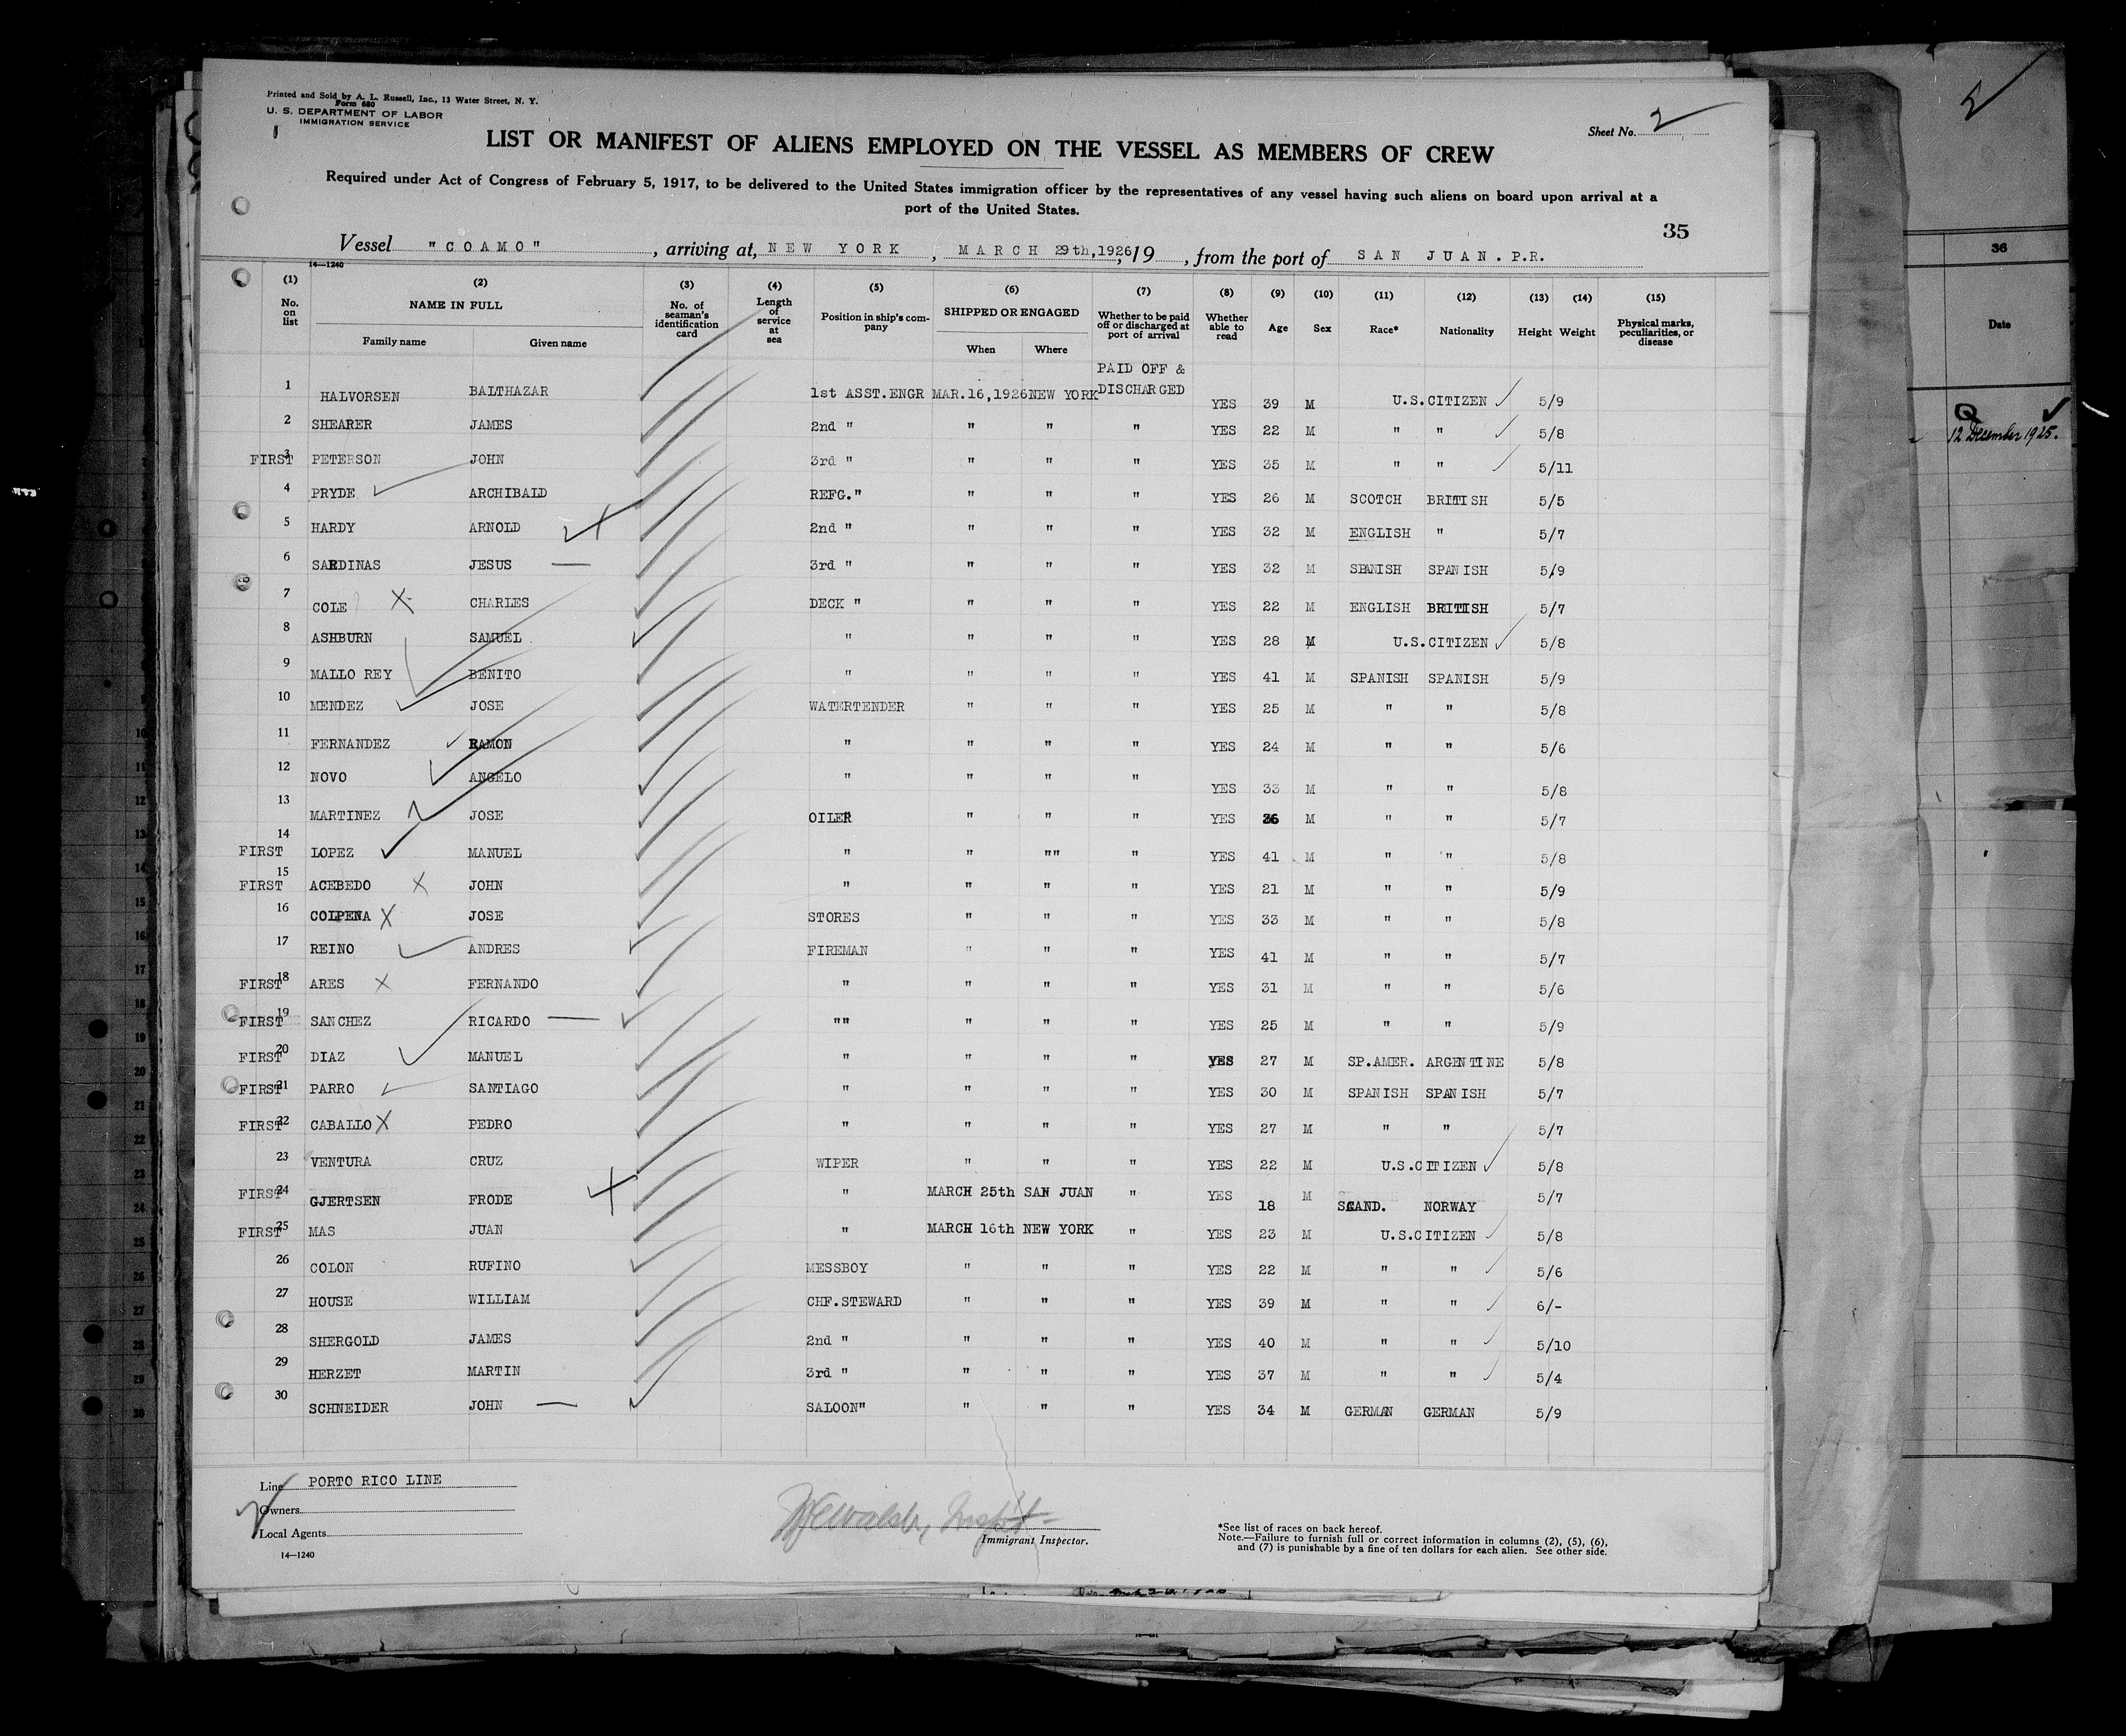 Printed and Sold by A. L. Russell, Inc., 13 Water Street, N. Y.
Form 680
U. S. DEPARTMENT OF LABOR
IMMIGRATION SERVICE
Sheet No. 2
LIST OR MANIFEST OF ALIENS EMPLOYED ON THE VESSEL AS MEMBERS OF CREW
Required under Act of Congress of February 5, 1917, to be delivered to the United States immigration officer by the representatives of any vessel having such aliens on board upon arrival at a
port of the United States.
35
Vessel "COAMO", arriving at, NEW YORK, MARCH 29th,1926, 19, from the port of SAN JUAN. P.R.
14—1240
(1) (2) (3) (4) (5) (6) (7) (8) (9) (10) (11) (12) (13) (14) (15)
No. on list NAME IN FULL Family name Given name No. of seaman's identification card Length of service at sea Position in ship's company SHIPPED OR ENGAGED When Where Whether to be paid off or discharged at port of arrival Whether able to read Age Sex Race* Nationality Height Weight Physical marks, peculiarities, or disease
PAID OFF &
1 HALVORSEN BALTHAZAR 1st ASST.ENGR MAR.16,1926 NEW YORK DISCHARGED YES 39 M U.S.CITIZEN 5/9
2 SHEARER JAMES 2nd " " " " YES 22 M " " 5/8
FIRST 3 PETERSON JOHN 3rd " " " " YES 35 M " " 5/11
4 PRYDE ARCHIBALD REFG." " " " YES 26 M SCOTCH BRITISH 5/5
5 HARDY ARNOLD 2nd " " " " YES 32 M ENGLISH " 5/7
6 SARDINAS JESUS 3rd " " " " YES 32 M SPANISH SPANISH 5/9
7 COLE CHARLES DECK " " " " YES 22 M ENGLISH BRITISH 5/7
8 ASHBURN SAMUEL " " " " YES 28 M U.S.CITIZEN 5/8
9 MALLO REY BENITO " " " " YES 41 M SPANISH SPANISH 5/9
10 MENDEZ JOSE WATERTENDER " " " YES 25 M " " 5/8
11 FERNANDEZ RAMON " " " " YES 24 M " " 5/6
12 NOVO ANGELO " " " " YES 33 M " " 5/8
13 MARTINEZ JOSE OILER " " " YES 36 M " " 5/7
FIRST 14 LOPEZ MANUEL " " "" " YES 41 M " " 5/8
FIRST 15 ACEBEDO JOHN " " " " YES 21 M " " 5/9
16 COLPENA JOSE STORES " " " YES 33 M " " 5/8
17 REINO ANDRES FIREMAN " " " YES 41 M " " 5/7
FIRST 18 ARES FERNANDO " " " " YES 31 M " " 5/6
FIRST 19 SANCHEZ RICARDO "" " " " YES 25 M " " 5/9
FIRST 20 DIAZ MANUEL " " " " YES 27 M SP.AMER. ARGENTINE 5/8
FIRST 21 PARRO SANTIAGO " " " " YES 30 M SPANISH SPANISH 5/7
FIRST 22 CABALLO PEDRO " " " " YES 27 M " " 5/7
23 VENTURA CRUZ WIPER " " " YES 22 M U.S.CITIZEN 5/8
FIRST 24 GJERTSEN FRODE " MARCH 25th SAN JUAN " YES 18 M SCAND. NORWAY 5/7
FIRST 25 MAS JUAN " MARCH 16th NEW YORK " YES 23 M U.S.CITIZEN 5/8
26 COLON RUFINO MESSBOY " " " YES 22 M " " 5/6
27 HOUSE WILLIAM CHF.STEWARD " " " YES 39 M " " 6/-
28 SHERGOLD JAMES 2nd " " " " YES 40 M " " 5/10
29 HERZET MARTIN 3rd " " " " YES 37 M " " 5/4
30 SCHNEIDER JOHN SALOON" " " " YES 34 M GERMAN GERMAN 5/9
Line PORTO RICO LINE
Owners
Local Agents
14—1240
Immigrant Inspector.
*See list of races on back hereof.
Note.—Failure to furnish full or correct information in columns (2), (5), (6),
and (7) is punishable by a fine of ten dollars for each alien. See other side.
36
Date
12 December 1925.